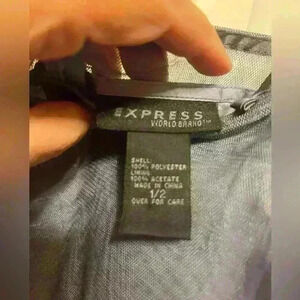 EXPRESS
WORLD BRAND™
SHELL:
100% POLYESTER
LINING
100% ACETATE
MADE IN CHINA
1/2
OVER FOR CARE